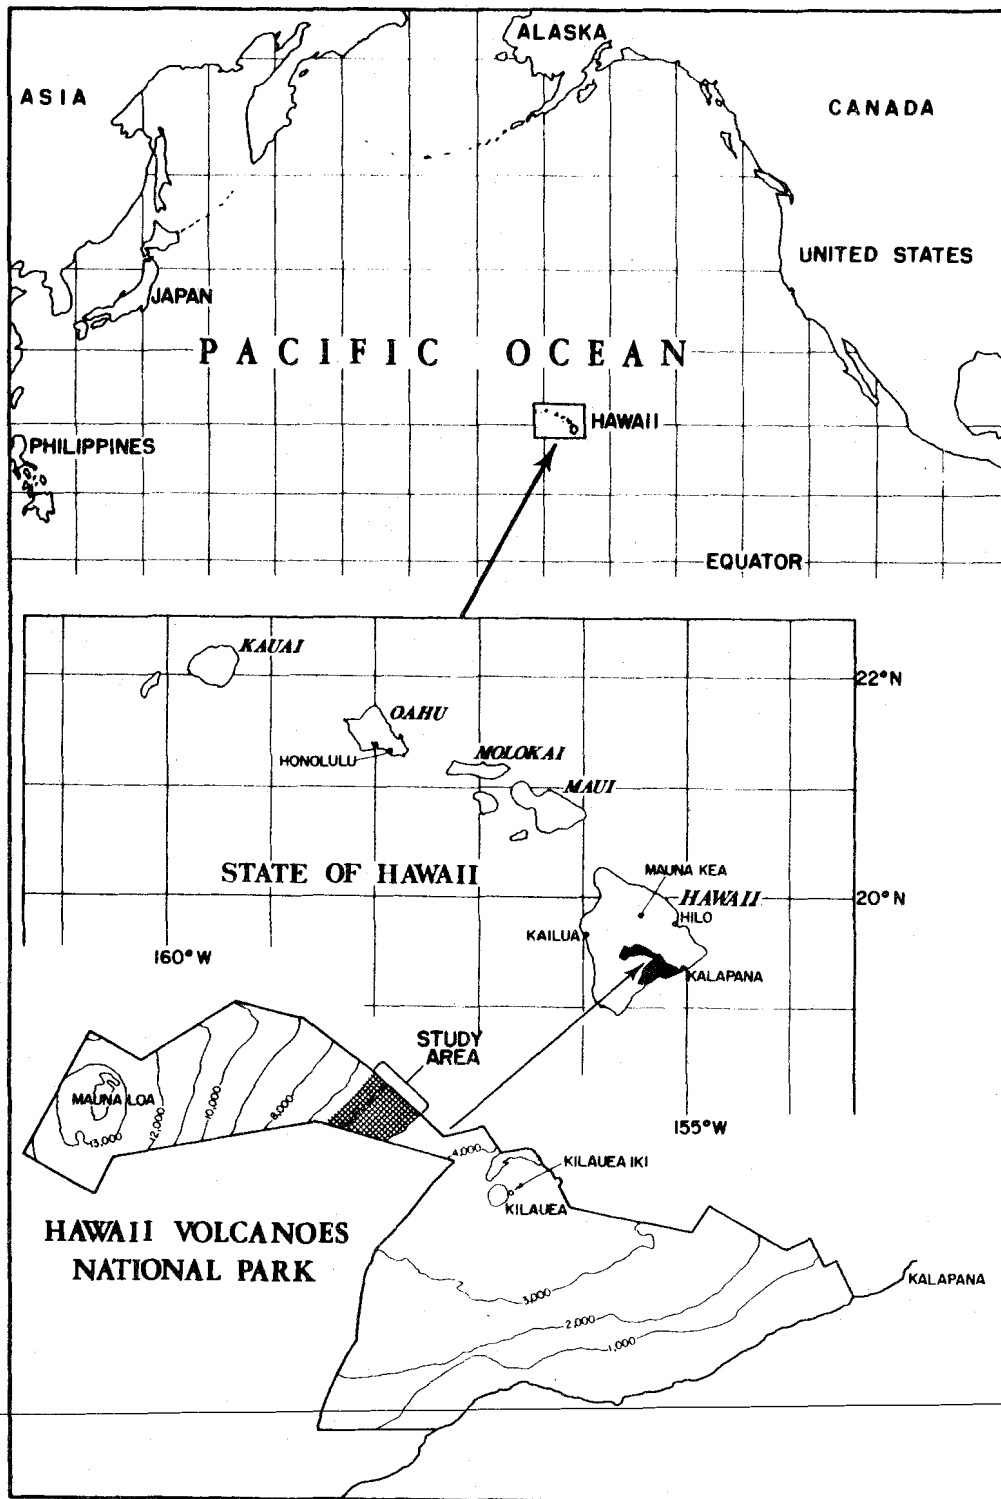 ALASKA
ASIA
CANADA
UNITED STATES
JAPAN
PACIFIC OCEAN
HAWAII
PHILIPPINES
EQUATOR
KAUAI
22°N
OAHU
HONOLULU
MOLOKAI
MAUI
STATE OF HAWAII
MAUNA KEA
HAWAII
20°N
HILO
KAILUA
160°W
KALAPANA
STUDY
AREA
MAUNA LOA
13,000
12,000
10,000
8,000
155°W
4,000
KILAUEA IKI
KILAUEA
HAWAII VOLCANOES
NATIONAL PARK
KALAPANA
3,000
2,000
1,000